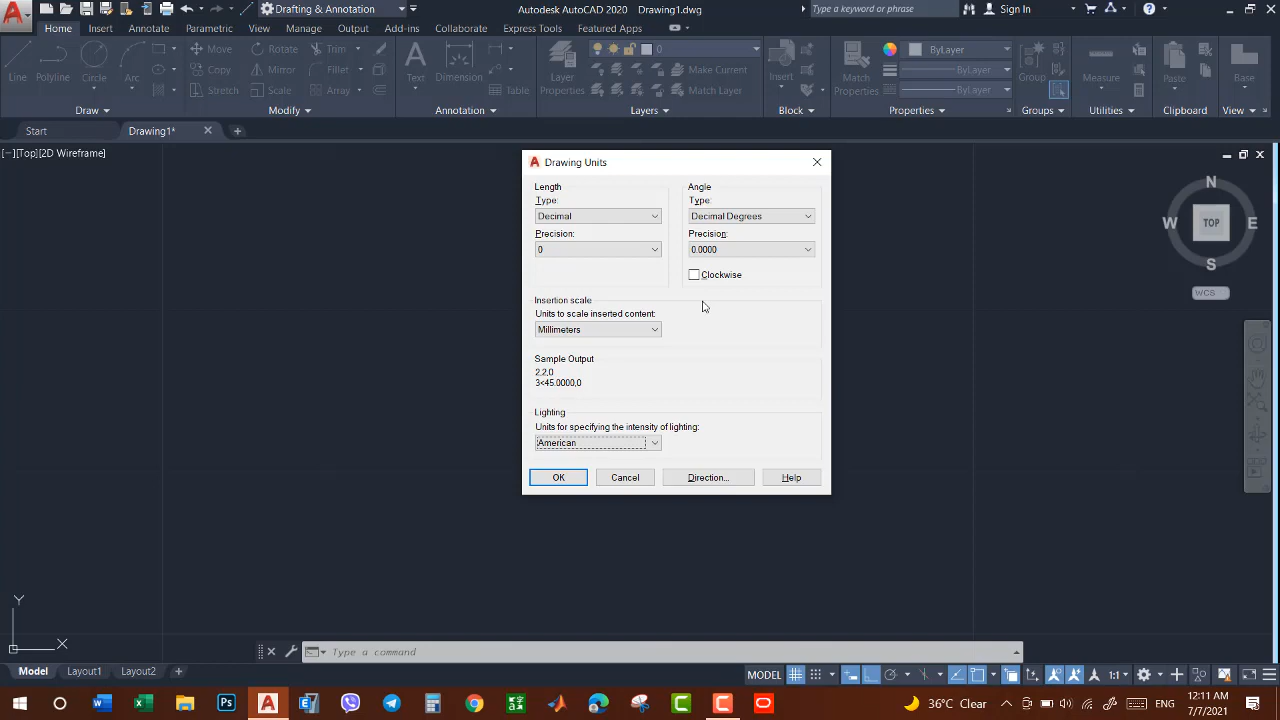 Drafting & Annotation
Autodesk AutoCAD 2020 Drawing1.dwg
Type a keyword or phrase
Sign In
Home Insert Annotate Parametric View Manage Output Add-ins Collaborate Express Tools Featured Apps
Line Polyline Circle Arc
Move Rotate Trim
Copy Mirror Fillet
Stretch Scale Array
Text Dimension Table
Layer Properties
0
Make Current
Match Layer
Insert
Match Properties
ByLayer
ByLayer
ByLayer
Group
Measure
Paste
Base
Draw Modify Annotation Layers Block Properties Groups Utilities Clipboard View
Start Drawing1*
[−][Top][2D Wireframe]
Drawing Units
Length
Type:
Decimal
Precision:
0
Angle
Type:
Decimal Degrees
Precision:
0.0000
Clockwise
Insertion scale
Units to scale inserted content:
Millimeters
Sample Output
2,2,0
3<45.0000,0
Lighting
Units for specifying the intensity of lighting:
American
OK Cancel Direction... Help
N
W TOP E
S
WCS
Y
X
Type a command
Model Layout1 Layout2
MODEL
1:1
36°C Clear
ENG
12:11 AM
7/7/2021